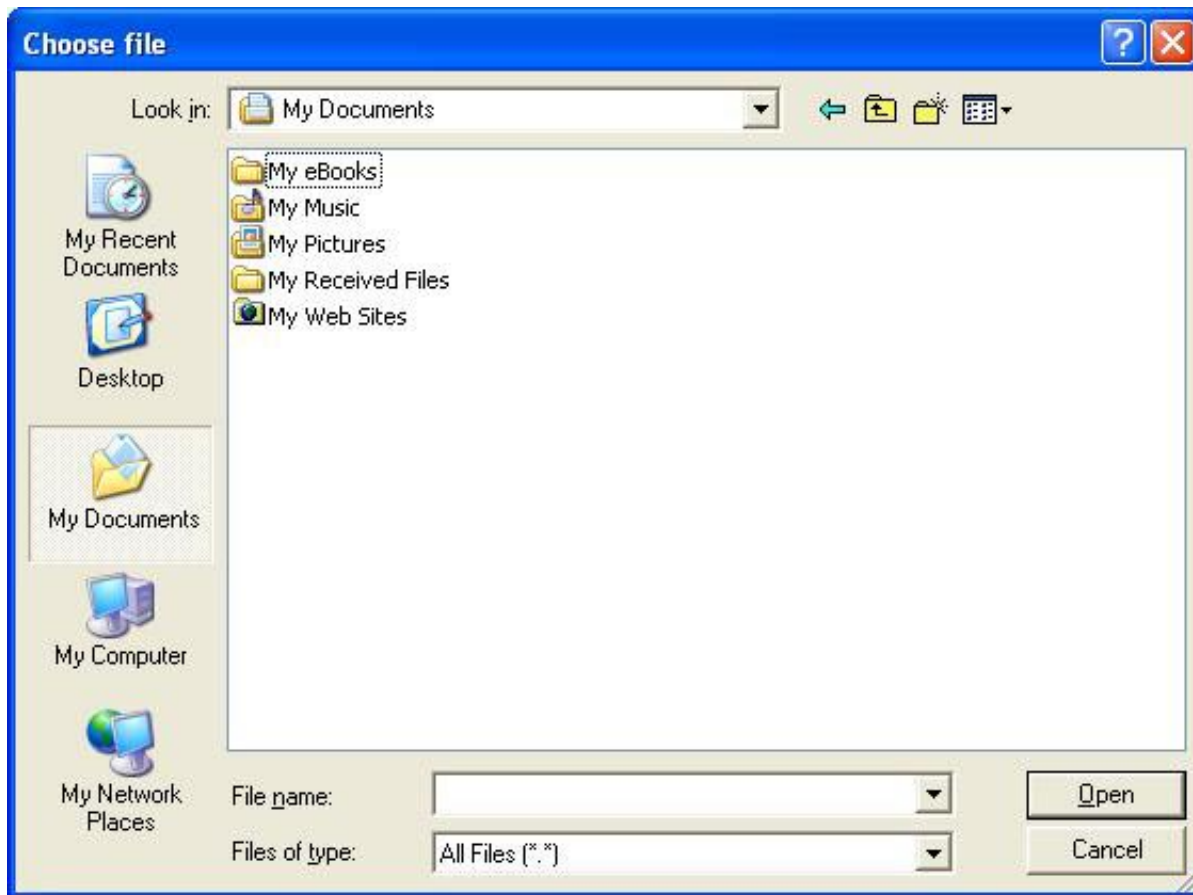 Choose file
Look in:
My Documents
My Recent
Documents
Desktop
My Documents
My Computer
My Network
Places
My eBooks
My Music
My Pictures
My Received Files
My Web Sites
File name:
Open
Files of type:
All Files (*.*)
Cancel